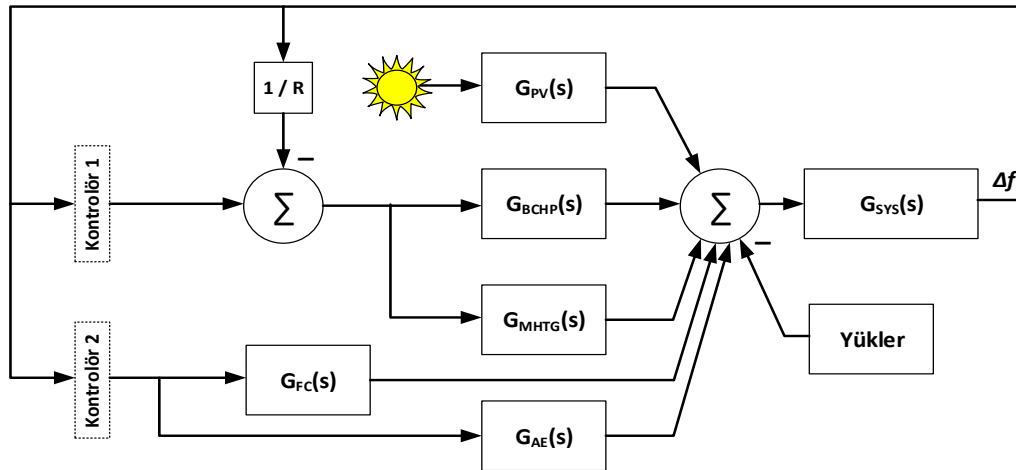 1 / R
G_PV(s)
Kontrolör 1
–
Σ
G_BCHP(s)
Σ
G_SYS(s)
Δf
–
G_MHTG(s)
Yükler
Kontrolör 2
G_FC(s)
G_AE(s)